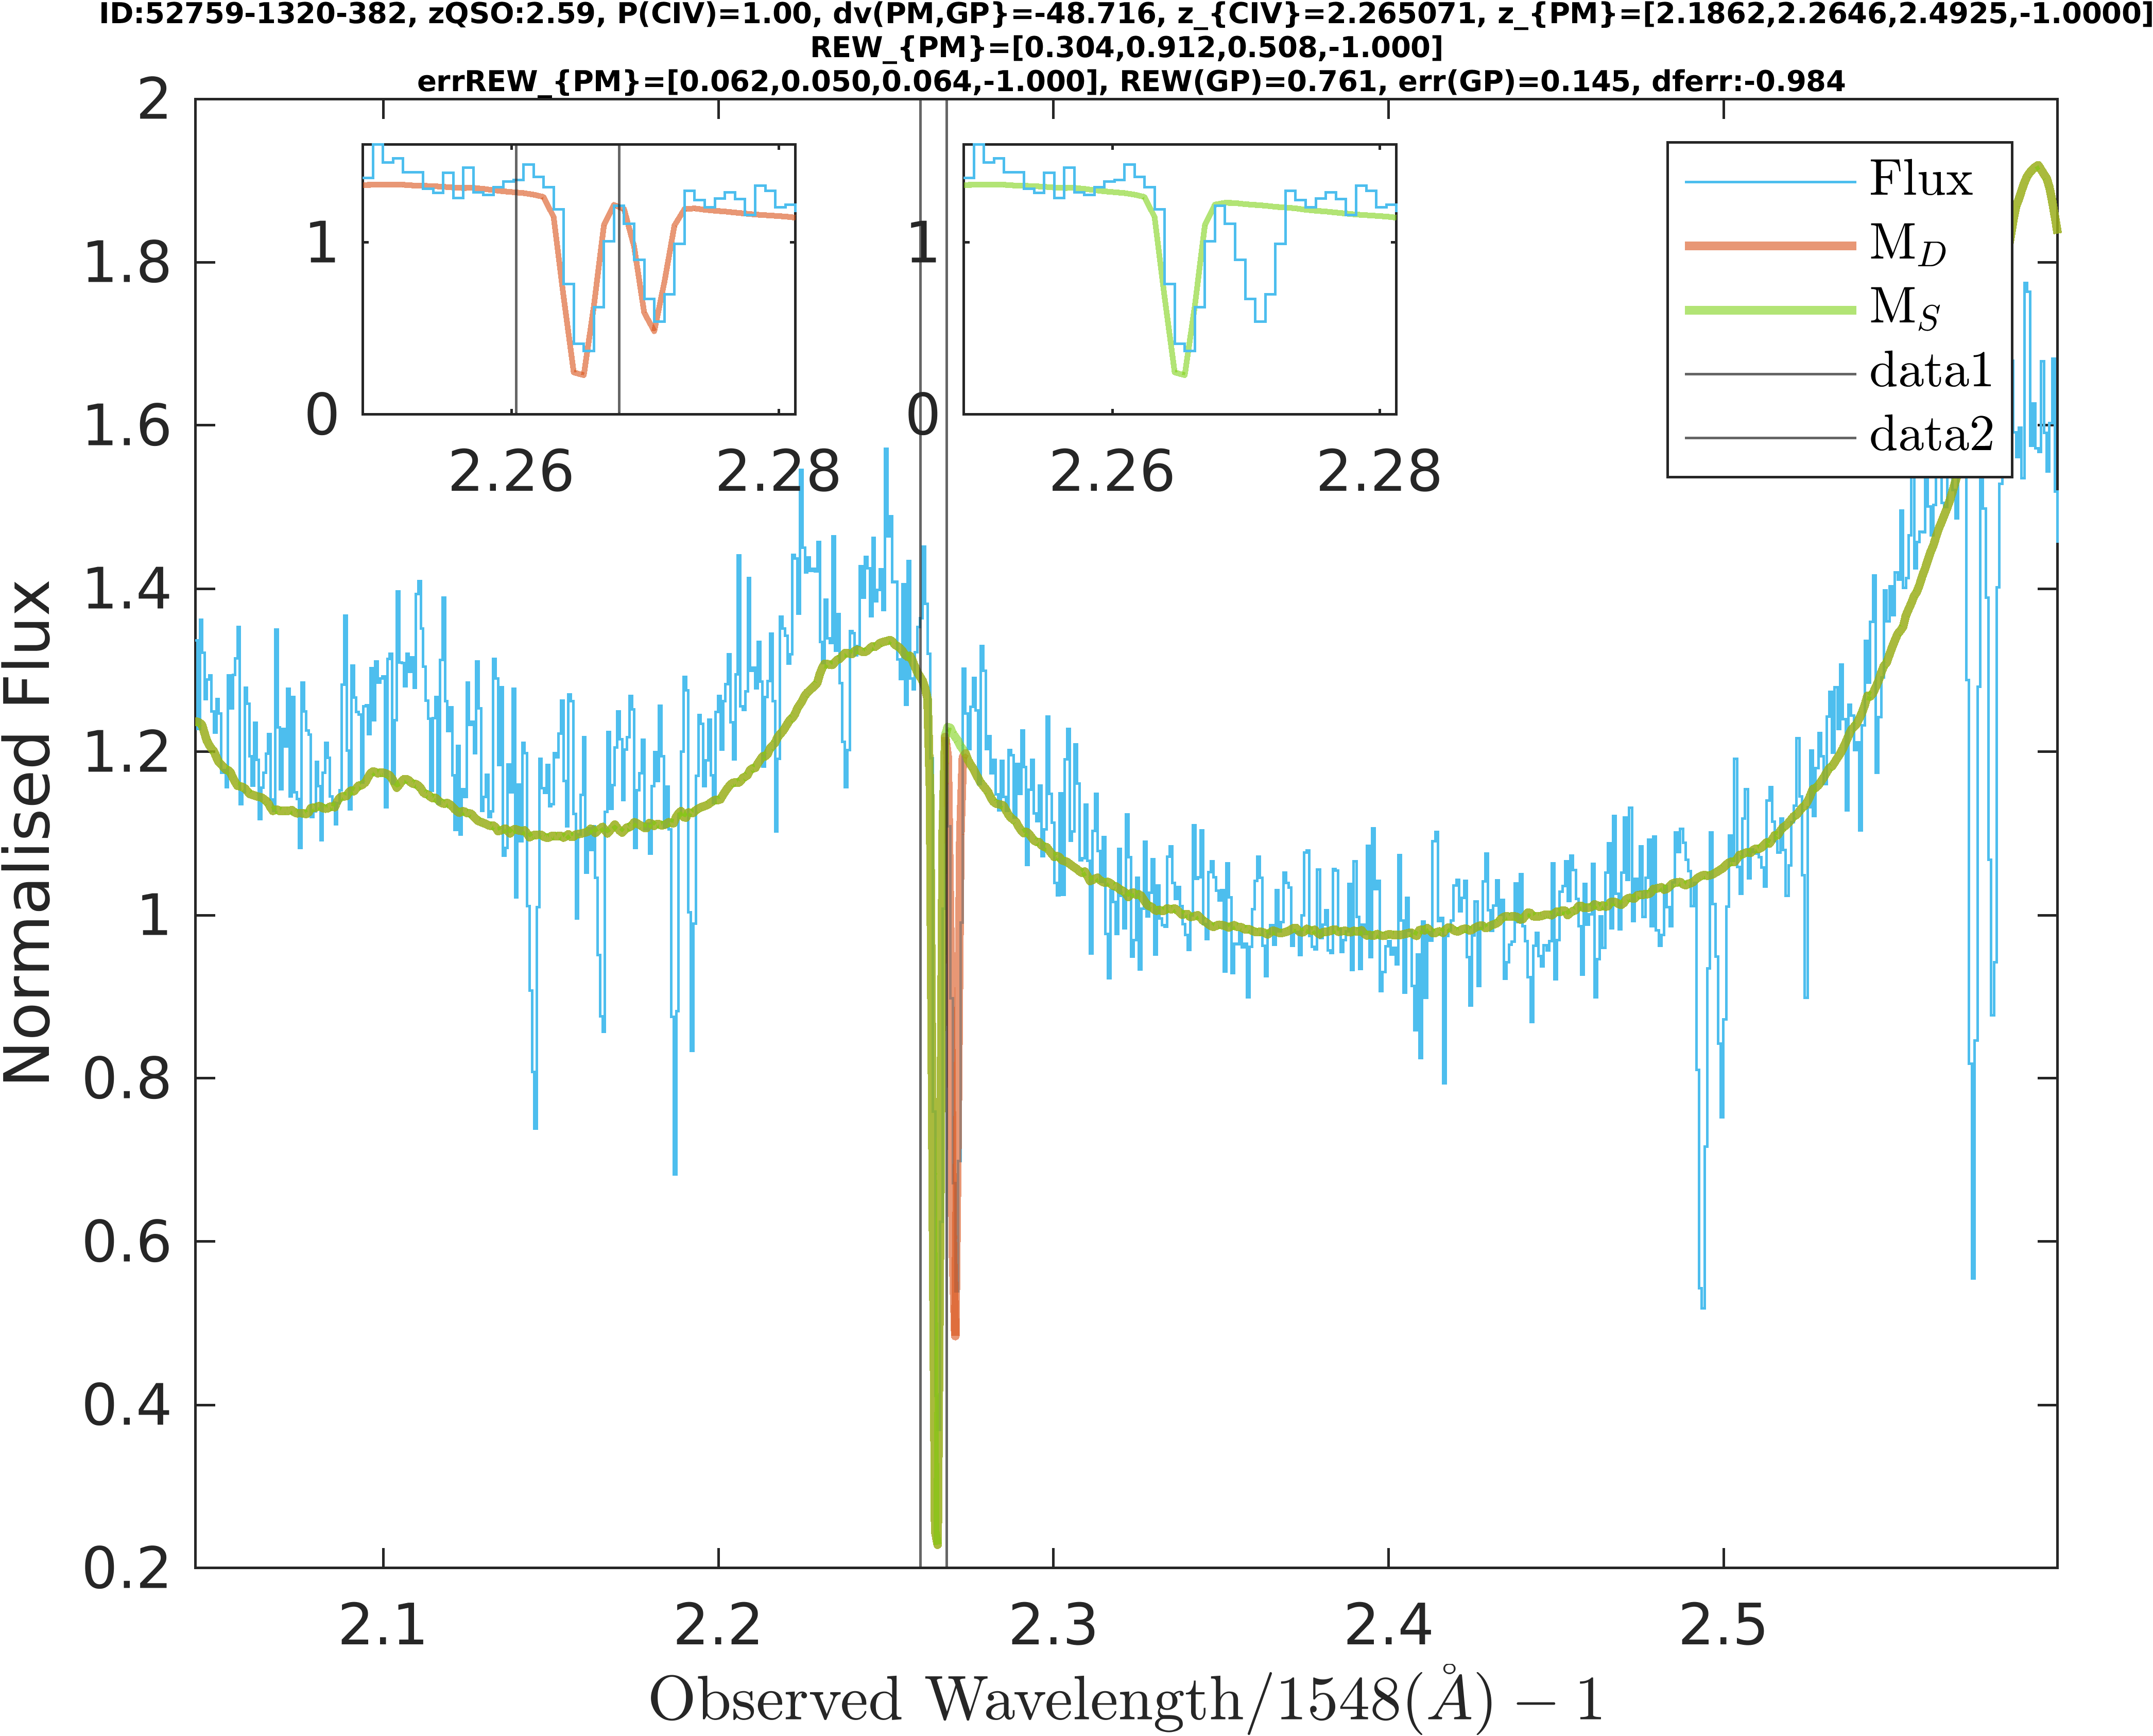 ID:52759-1320-382, zQSO:2.59, P(CIV)=1.00, dv(PM,GP}=-48.716, z_{CIV}=2.265071, z_{PM}=[2.1862,2.2646,2.4925,-1.0000]
REW_{PM}=[0.304,0.912,0.508,-1.000]
errREW_{PM}=[0.062,0.050,0.064,-1.000], REW(GP)=0.761, err(GP)=0.145, dferr:-0.984
2
1.8
1.6
1.4
1.2
1
0.8
0.6
0.4
0.2
Normalised Flux
1
0
2.26
2.28
1
0
2.26
2.28
Flux
M_D
M_S
data1
data2
2.1
2.2
2.3
2.4
2.5
Observed Wavelength/1548(Å) − 1